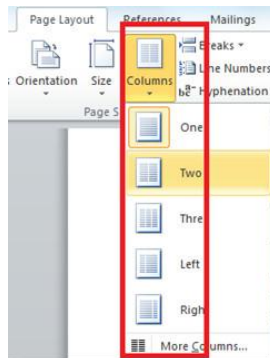 Page Layout References Mailings
Breaks
Line Numbers
Orientation Size Columns
Hyphenation
Page S
One
Two
Thre
Left
Righ
More Columns...